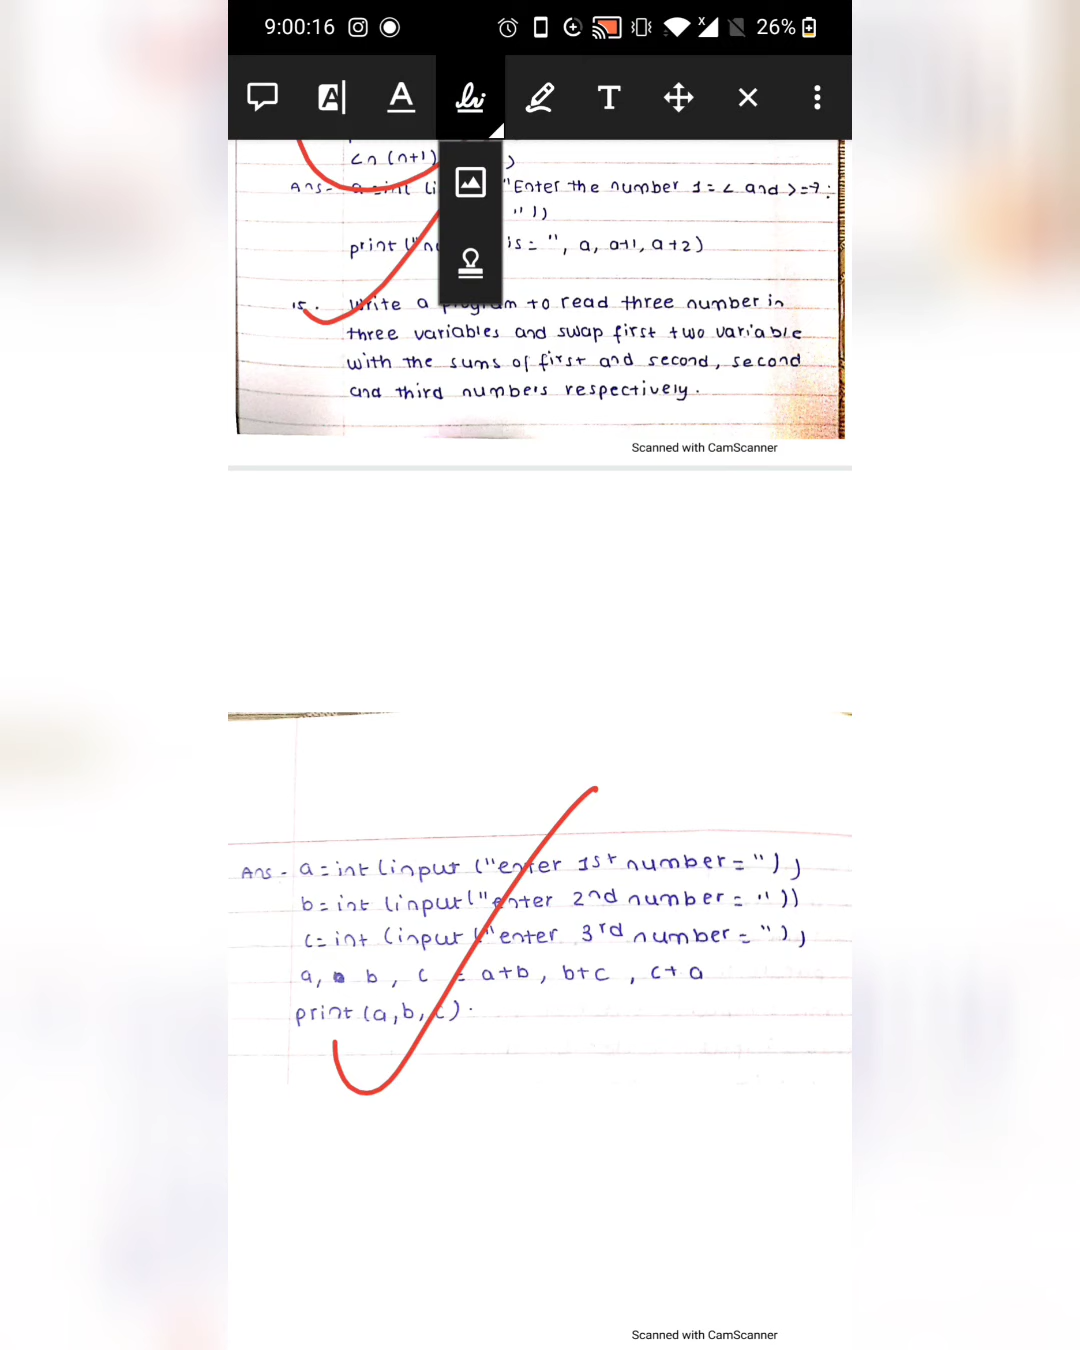 9:00:16 26%
A A T
<n (n+1) )
Ans- a=int (i "Enter the number 1=< and >=7:
"))
print ("n is= ", a, a+1, a+2)
15. Write a program to read three number in
three variables and swap first two variable
with the sums of first and second, second
and third numbers respectively.
Scanned with CamScanner
Ans- a=int (input ("enter 1st number=") )
b=int (input ("enter 2nd number= "))
c=int (input ("enter 3rd number=") )
a, b, c = a+b, b+c, c+a
print (a,b,c).
Scanned with CamScanner